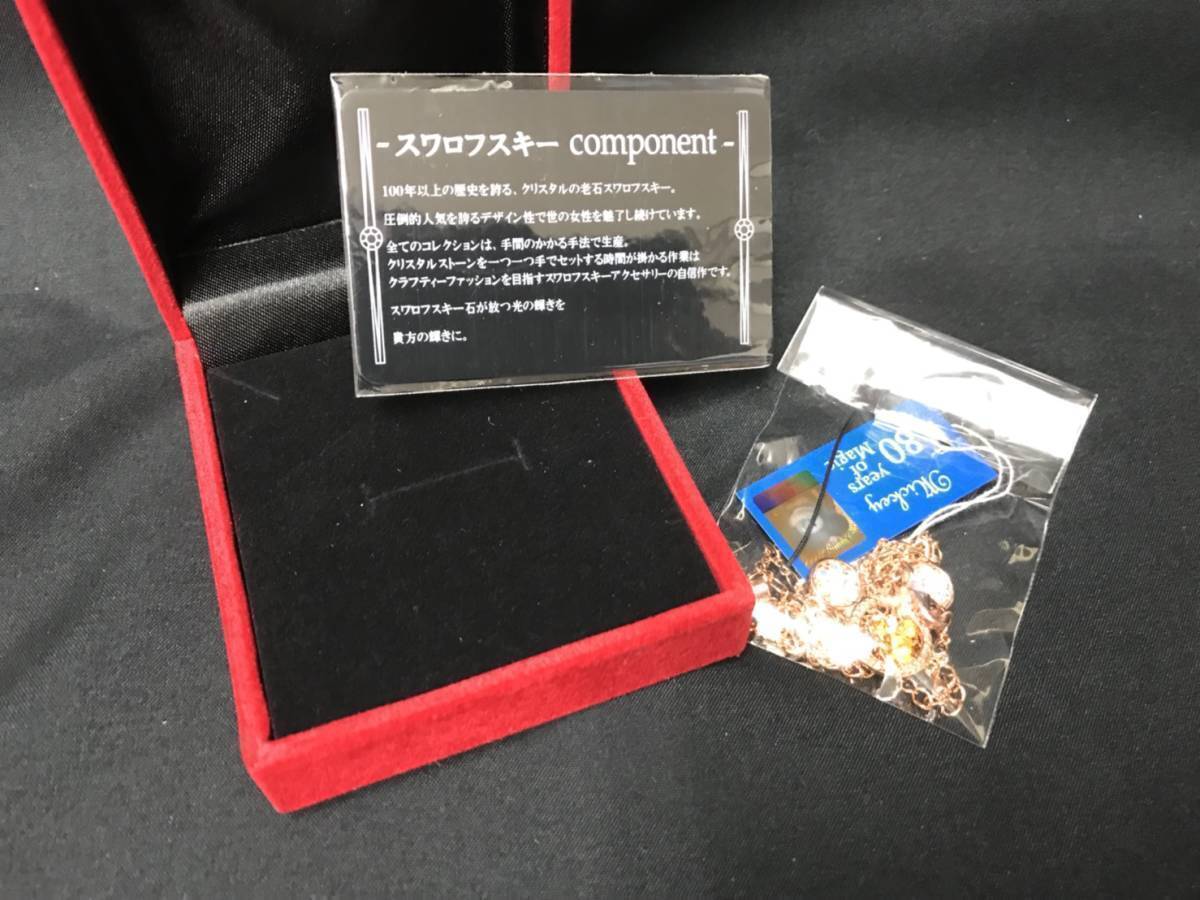 - スワロフスキー component -
100年以上の歴史を誇る、クリスタルの老石スワロフスキー。
圧倒的人気を誇るデザイン性で世の女性を魅了し続けています。
全てのコレクションは、手間のかかる手法で生産。
クリスタルストーンを一つ一つ手でセットする時間が掛かる作業は
クラフティーファッションを目指すスワロフスキーアクセサリーの自信作です。
スワロフスキー石が放つ光の輝きを
貴方の輝きに。
Mickey
80
years
of
Magic